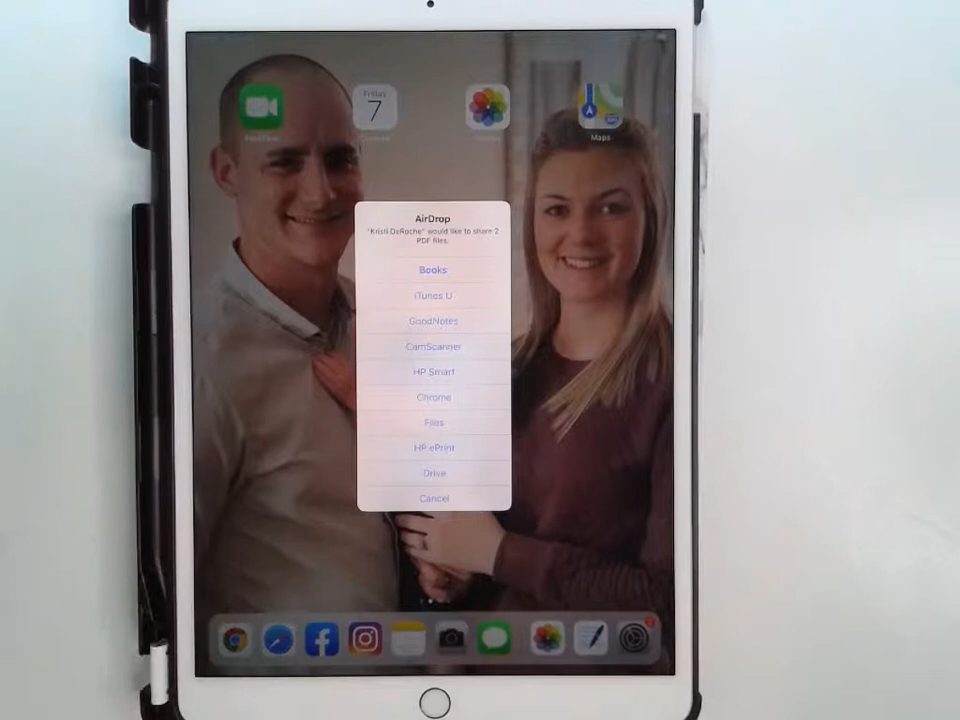 Friday
7
Maps
AirDrop
"Kristi DeRoche" would like to share 2
PDF files.
Books
iTunes U
GoodNotes
CamScanner
HP Smart
Chrome
Files
HP ePrint
Drive
Cancel